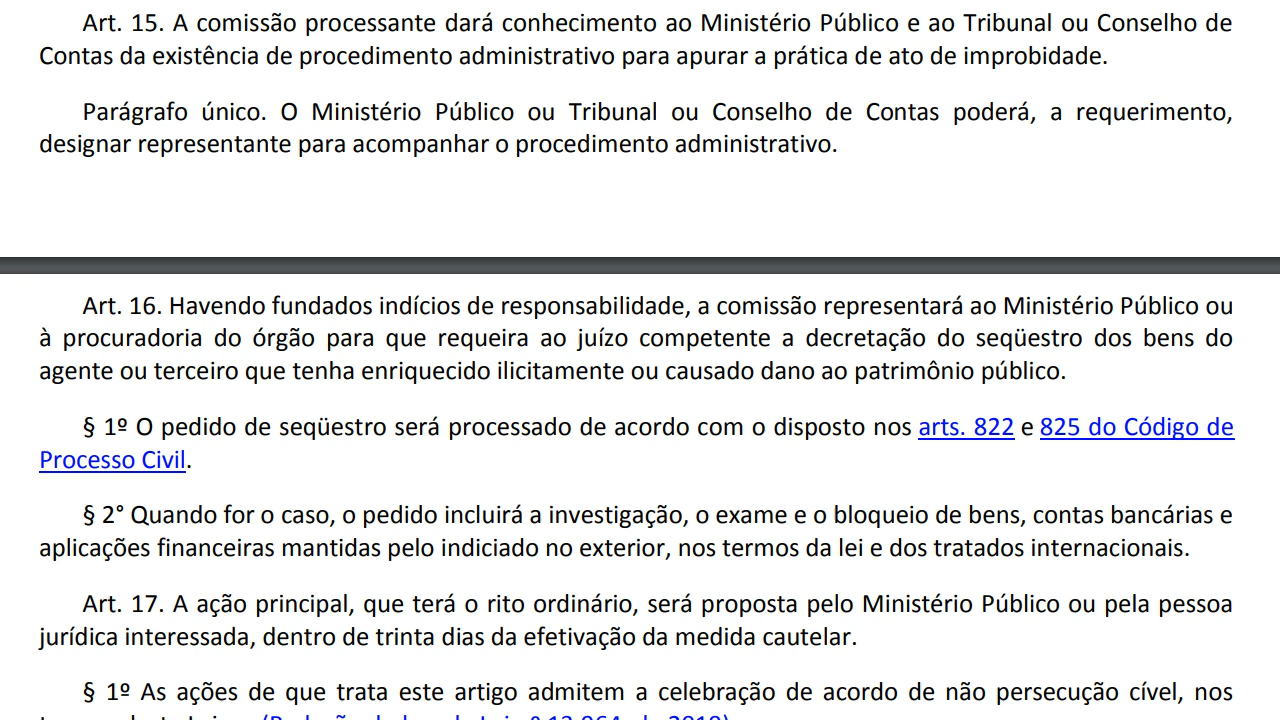 Art. 15. A comissão processante dará conhecimento ao Ministério Público e ao Tribunal ou Conselho de
Contas da existência de procedimento administrativo para apurar a prática de ato de improbidade.
Parágrafo único. O Ministério Público ou Tribunal ou Conselho de Contas poderá, a requerimento,
designar representante para acompanhar o procedimento administrativo.
Art. 16. Havendo fundados indícios de responsabilidade, a comissão representará ao Ministério Público ou
à procuradoria do órgão para que requeira ao juízo competente a decretação do seqüestro dos bens do
agente ou terceiro que tenha enriquecido ilicitamente ou causado dano ao patrimônio público.
§ 1º O pedido de seqüestro será processado de acordo com o disposto nos arts. 822 e 825 do Código de
Processo Civil.
§ 2° Quando for o caso, o pedido incluirá a investigação, o exame e o bloqueio de bens, contas bancárias e
aplicações financeiras mantidas pelo indiciado no exterior, nos termos da lei e dos tratados internacionais.
Art. 17. A ação principal, que terá o rito ordinário, será proposta pelo Ministério Público ou pela pessoa
jurídica interessada, dentro de trinta dias da efetivação da medida cautelar.
§ 1º As ações de que trata este artigo admitem a celebração de acordo de não persecução cível, nos